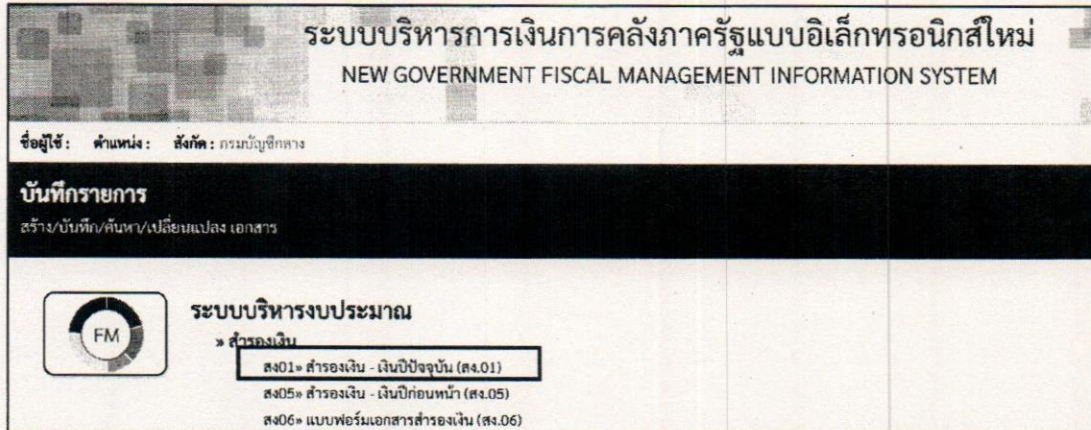 ระบบบริหารการเงินการคลังภาครัฐแบบอิเล็กทรอนิกส์ใหม่
NEW GOVERNMENT FISCAL MANAGEMENT INFORMATION SYSTEM
ชื่อผู้ใช้ : ตำแหน่ง : สังกัด : กรมบัญชีกลาง
บันทึกรายการ
สร้าง/บันทึก/ค้นหา/เปลี่ยนแปลง เอกสาร
FM
ระบบบริหารงบประมาณ
» สำรองเงิน
สง01» สำรองเงิน - เงินปีปัจจุบัน (สง.01)
สง05» สำรองเงิน - เงินปีก่อนหน้า (สง.05)
สง06» แบบฟอร์มเอกสารสำรองเงิน (สง.06)